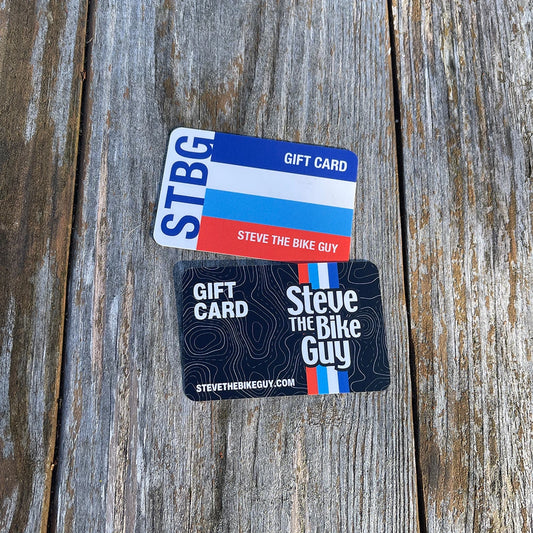 STBG
GIFT CARD
STEVE THE BIKE GUY
GIFT
CARD
Steve
THE Bike
Guy
STEVETHEBIKEGUY.COM